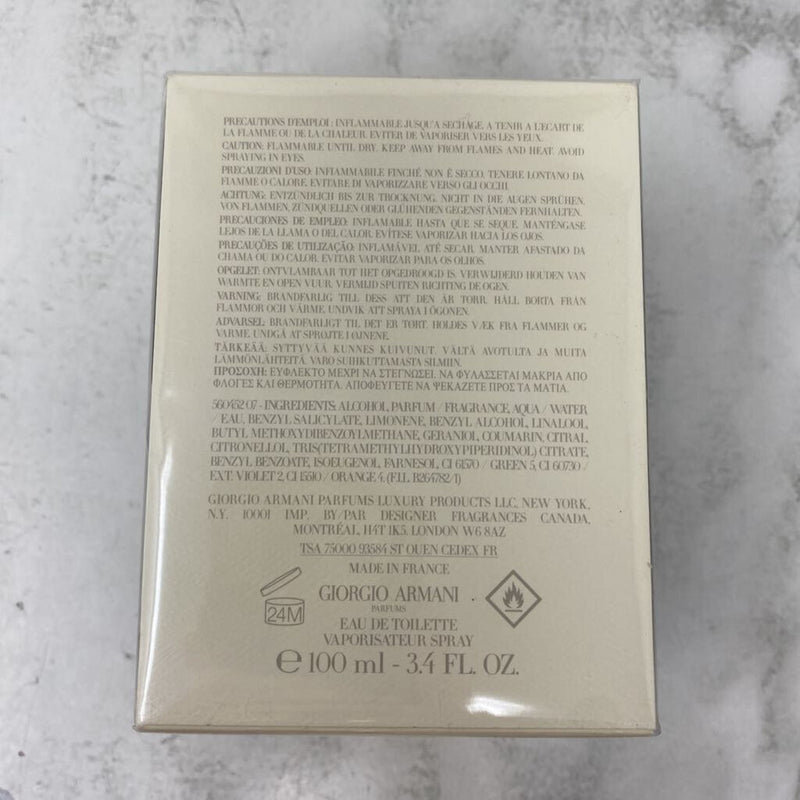 PRECAUTIONS D'EMPLOI : INFLAMMABLE JUSQU'A SECHAGE. A TENIR A L'ECART DE
LA FLAMME OU DE LA CHALEUR. EVITER DE VAPORISER VERS LES YEUX.
CAUTION: FLAMMABLE UNTIL DRY. KEEP AWAY FROM FLAMES AND HEAT. AVOID
SPRAYING IN EYES.
PRECAUZIONI D'USO: INFIAMMABILE FINCHÉ NON È SECCO. TENERE LONTANO DA
FIAMME O CALORE. EVITARE DI VAPORIZZARE VERSO GLI OCCHI.
ACHTUNG: ENTZÜNDLICH BIS ZUR TROCKNUNG. NICHT IN DIE AUGEN SPRÜHEN.
VON FLAMMEN, ZÜNDQUELLEN ODER GLÜHENDEN GEGENSTÄNDEN FERNHALTEN.
PRECAUCIONES DE EMPLEO: INFLAMABLE HASTA QUE SE SEQUE. MANTÉNGASE
LEJOS DE LA LLAMA O DEL CALOR. EVÍTESE VAPORIZAR HACIA LOS OJOS.
PRECAUÇÕES DE UTILIZAÇÃO: INFLAMÁVEL ATÉ SECAR. MANTER AFASTADO DA
CHAMA OU DO CALOR. EVITAR VAPORIZAR PARA OS OLHOS.
OPGELET: ONTVLAMBAAR TOT HET OPGEDROOGD IS. VERWIJDERD HOUDEN VAN
WARMTE EN OPEN VUUR. VERMIJD SPUITEN RICHTING DE OGEN.
VARNING: BRANDFARLIG TILL DESS ATT DEN ÄR TORR. HÅLL BORTA FRÅN
FLAMMOR OCH VÄRME. UNDVIK ATT SPRAYA I ÖGONEN.
ADVARSEL: BRANDFARLIGT TIL DET ER TØRT. HOLDES VÆK FRA FLAMMER OG
VARME. UNDGÅ AT SPRØJTE I ØJNENE.
TÄRKEÄÄ: SYTTYVÄÄ KUNNES KUIVUNUT. VÄLTÄ AVOTULTA JA MUITA
LÄMMÖNLÄHTEITÄ. VARO SUIHKUTTAMASTA SILMIIN.
ΠΡΟΣΟΧΗ: ΕΥΦΛΕΚΤΟ ΜΕΧΡΙ ΝΑ ΣΤΕΓΝΩΣΕΙ. ΝΑ ΦΥΛΑΣΣΕΤΑΙ ΜΑΚΡΙΑ ΑΠΟ
ΦΛΟΓΕΣ ΚΑΙ ΘΕΡΜΟΤΗΤΑ. ΑΠΟΦΕΥΓΕΤΕ ΝΑ ΨΕΚΑΖΕΤΕ ΠΡΟΣ ΤΑ ΜΑΤΙΑ.
560452 07 - INGREDIENTS: ALCOHOL, PARFUM / FRAGRANCE, AQUA / WATER
/ EAU, BENZYL SALICYLATE, LIMONENE, BENZYL ALCOHOL, LINALOOL,
BUTYL METHOXYDIBENZOYLMETHANE, GERANIOL, COUMARIN, CITRAL,
CITRONELLOL, TRIS(TETRAMETHYLHYDROXYPIPERIDINOL) CITRATE,
BENZYL BENZOATE, ISOEUGENOL, FARNESOL, CI 61570 / GREEN 5, CI 60730 /
EXT. VIOLET 2, CI 15510 / ORANGE 4. (F.I.L. B264782/1)
GIORGIO ARMANI PARFUMS LUXURY PRODUCTS LLC, NEW YORK,
N.Y. 10001 IMP. BY/PAR DESIGNER FRAGRANCES CANADA,
MONTRÉAL, H4T 1K5. LONDON W6 8AZ
TSA 75000 93584 ST OUEN CEDEX FR
MADE IN FRANCE
24M
GIORGIO ARMANI
PARFUMS
EAU DE TOILETTE
VAPORISATEUR SPRAY
℮ 100 ml - 3.4 FL. OZ.